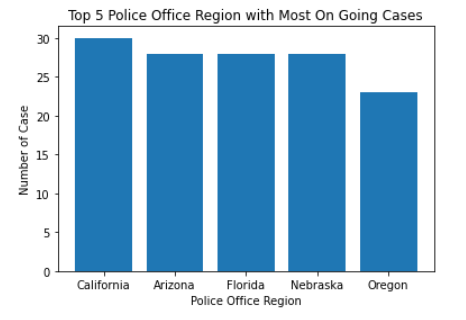 Top 5 Police Office Region with Most On Going Cases
30
25
20
15
10
5
0
Number of Case
California Arizona Florida Nebraska Oregon
Police Office Region